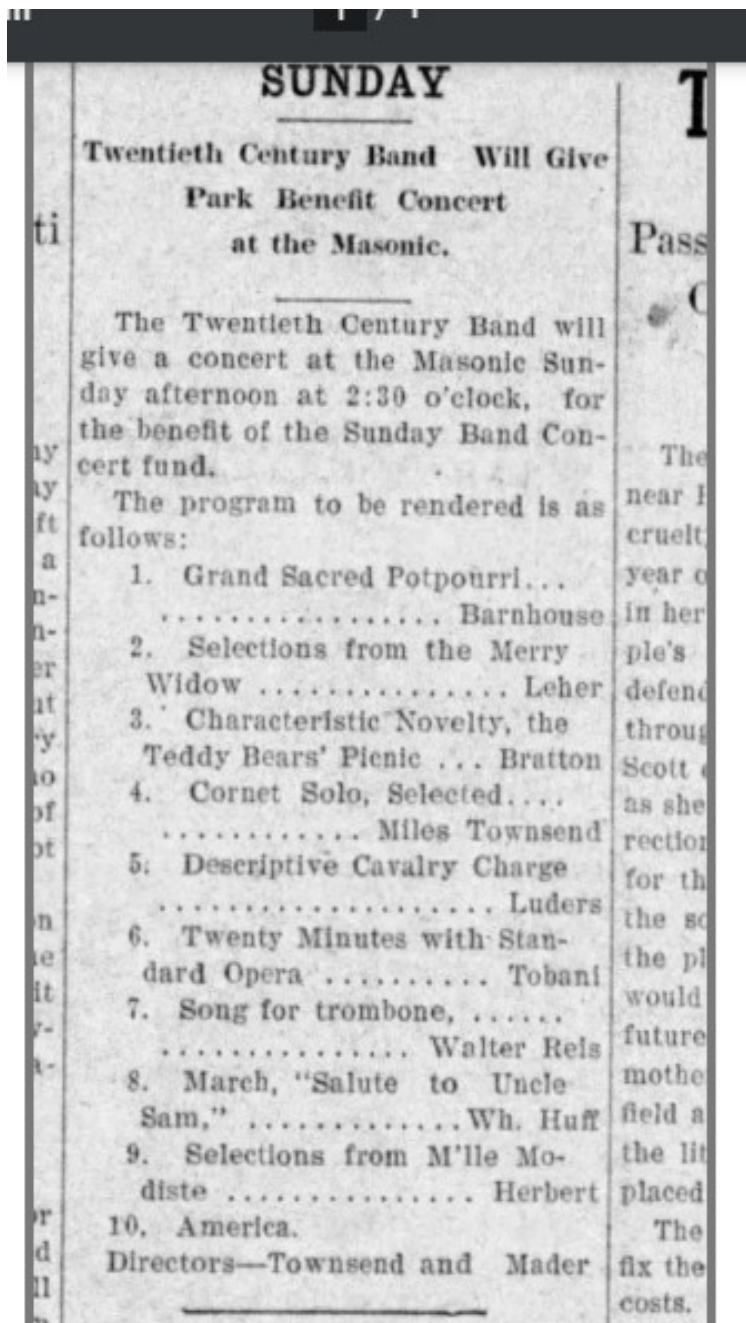 SUNDAY
Twentieth Century Band Will Give
Park Benefit Concert
at the Masonic.
The Twentieth Century Band will
give a concert at the Masonic Sun-
day afternoon at 2:30 o'clock, for
the benefit of the Sunday Band Con-
cert fund.
The program to be rendered is as
follows:
1. Grand Sacred Potpourri...
................. Barnhouse
2. Selections from the Merry
Widow ............... Leher
3. Characteristic Novelty, the
Teddy Bears' Picnic ... Bratton
4. Cornet Solo, Selected....
............ Miles Townsend
5. Descriptive Cavalry Charge
.................... Luders
6. Twenty Minutes with Stan-
dard Opera .......... Tobani
7. Song for trombone, ......
............... Walter Reis
8. March, "Salute to Uncle
Sam," .............Wh. Huff
9. Selections from M'lle Mo-
diste ............... Herbert
10. America.
Directors—Townsend and Mader
Pass
The
near
cruelt
year
in her
ple's
defend
throug
Scott
as she
rection
for th
the
the pl
would
future
mothe
field a
the lit
placed
The
fix the
costs.